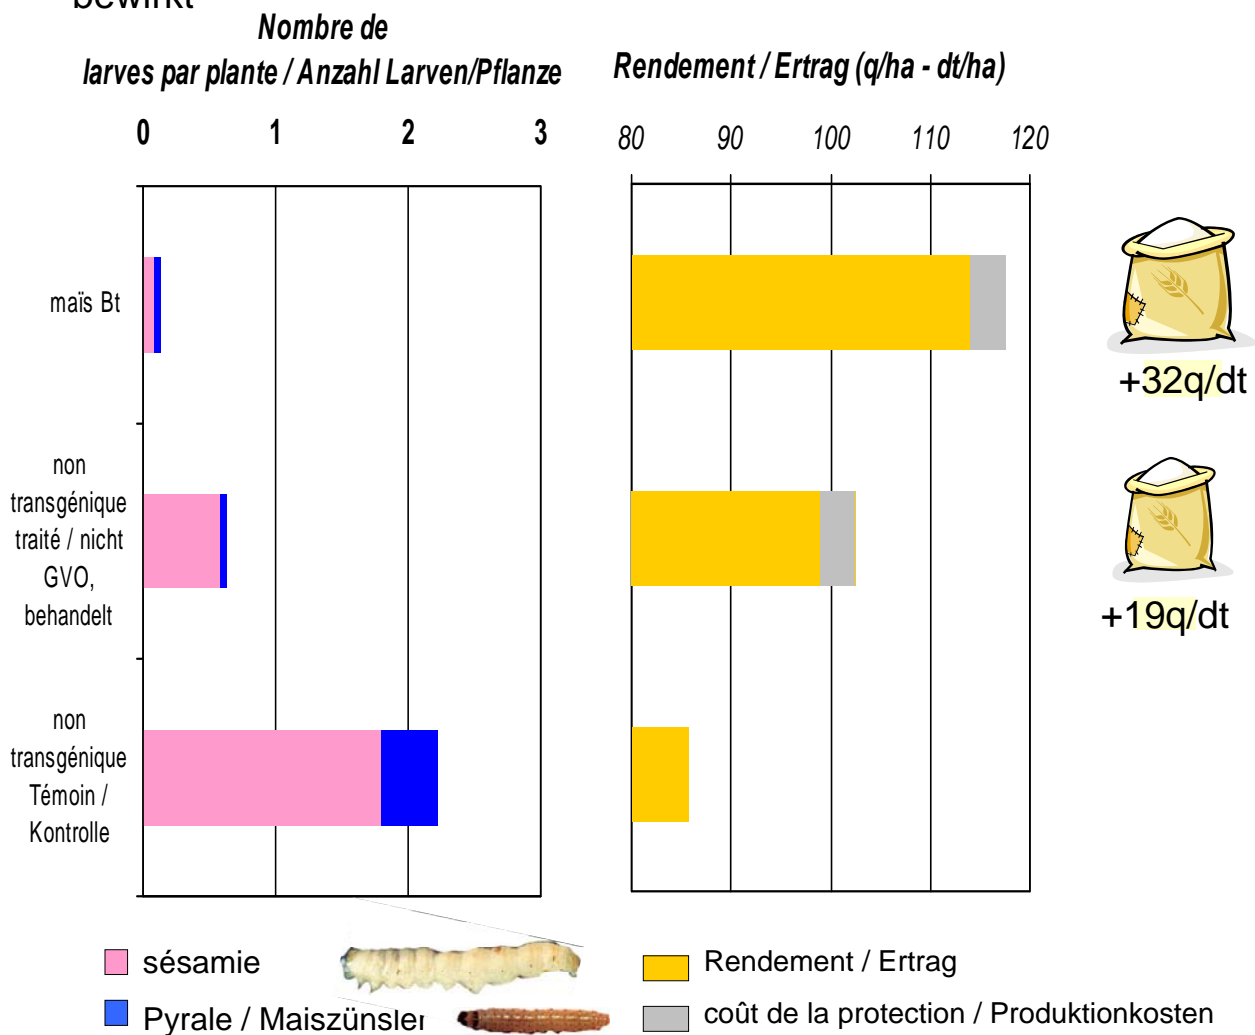 bewirkt
Nombre de
larves par plante / Anzahl Larven/Pflanze
0 1 2 3
Rendement / Ertrag (q/ha - dt/ha)
80 90 100 110 120
maïs Bt
+32q/dt
non
transgénique
traité / nicht
GVO,
behandelt
+19q/dt
non
transgénique
Témoin /
Kontrolle
sésamie
Pyrale / Maiszünsler
Rendement / Ertrag
coût de la protection / Produktionkosten